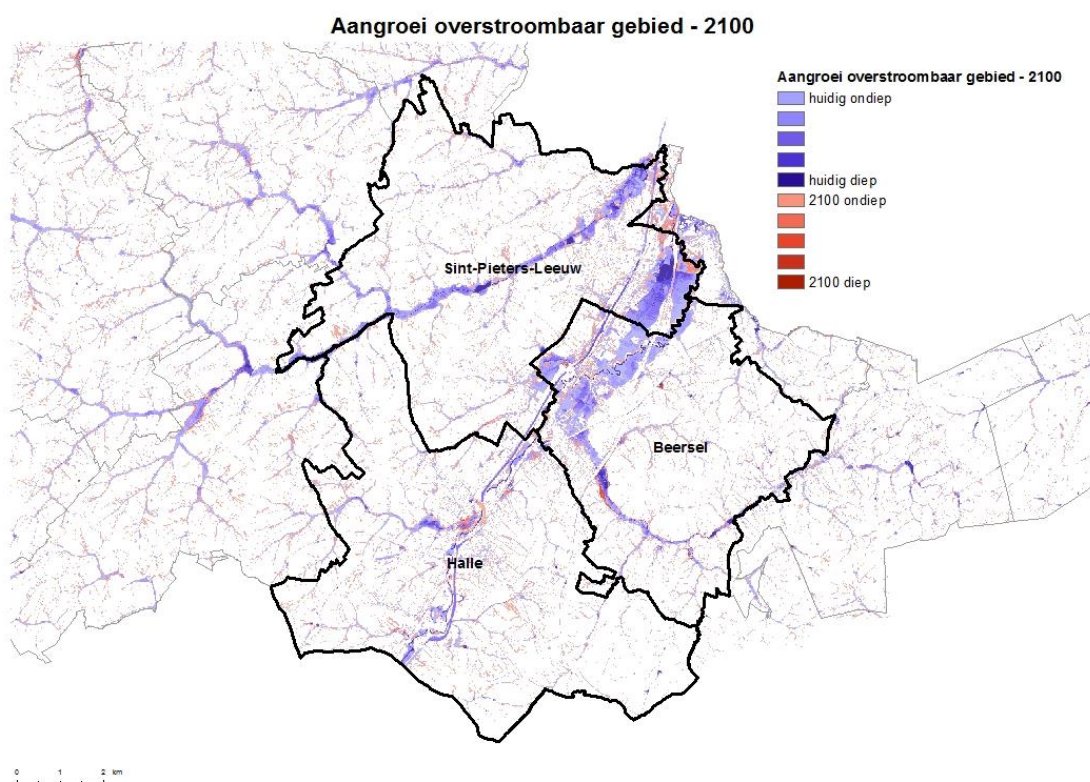 Aangroei overstroombaar gebied - 2100
Aangroei overstroombaar gebied - 2100
huidig ondiep
huidig diep
2100 ondiep
2100 diep
Sint-Pieters-Leeuw
Beersel
Halle
0 1 2 km